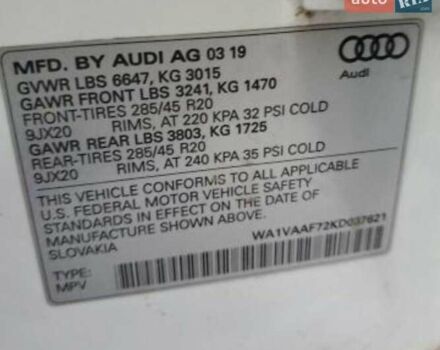 auto
MFD. BY AUDI AG 03 19
GVWR LBS 6647, KG 3015
GAWR FRONT LBS 3241, KG 1470
FRONT-TIRES 285/45 R20
9JX20 RIMS, AT 220 KPA 32 PSI COLD
GAWR REAR LBS 3803, KG 1725
REAR-TIRES 285/45 R20
9JX20 RIMS, AT 240 KPA 35 PSI COLD
Audi
THIS VEHICLE CONFORMS TO ALL APPLICABLE
U.S. FEDERAL MOTOR VEHICLE SAFETY
STANDARDS IN EFFECT ON THE DATE OF
MANUFACTURE SHOWN ABOVE.
SLOVAKIA
WA1VAAF72KD037621
TYPE:
MPV